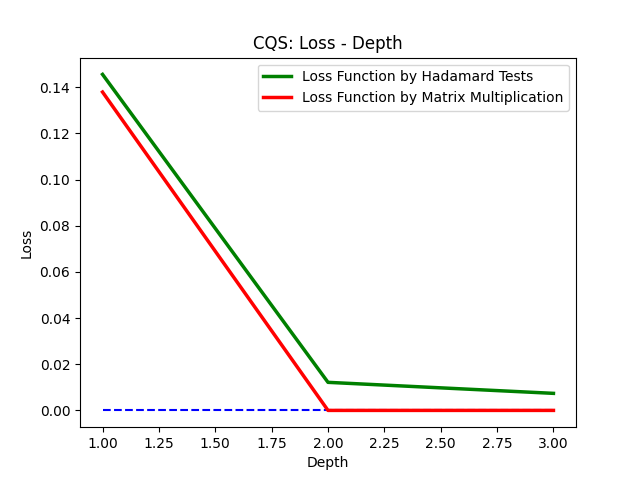 CQS: Loss - Depth
Loss Function by Hadamard Tests
Loss Function by Matrix Multiplication
Loss
0.14
0.12
0.10
0.08
0.06
0.04
0.02
0.00
1.00 1.25 1.50 1.75 2.00 2.25 2.50 2.75 3.00
Depth